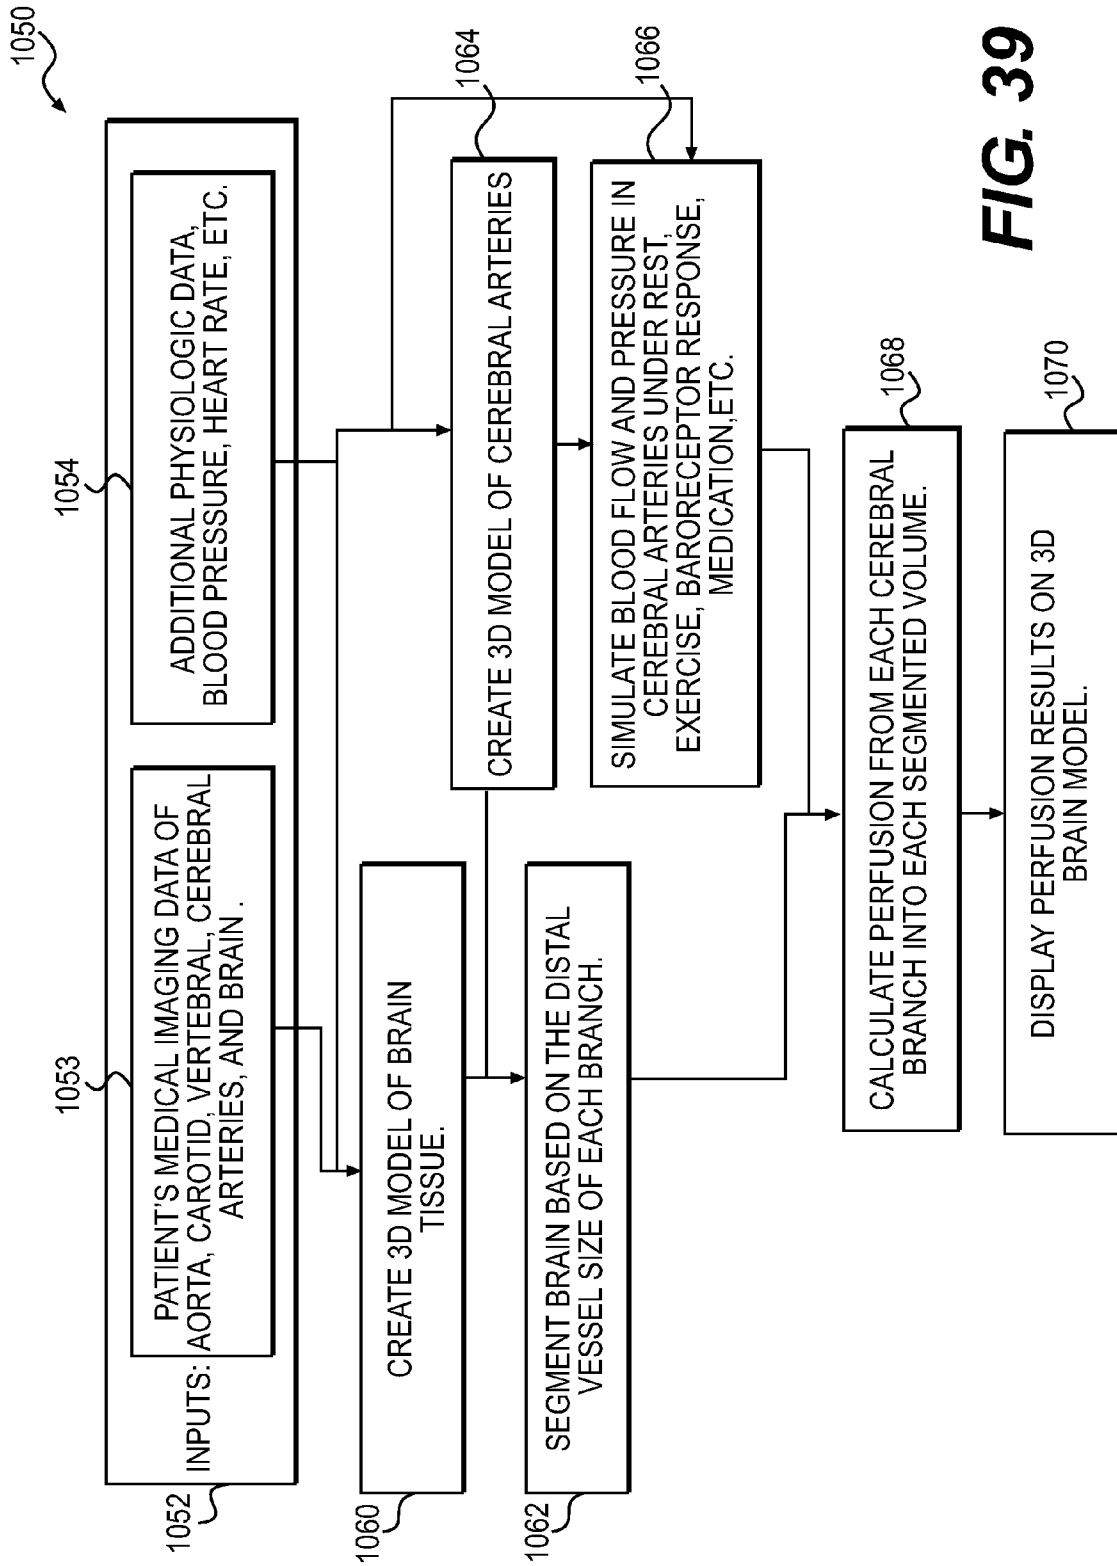 1050
1053
1054
1052
INPUTS:
PATIENT'S MEDICAL IMAGING DATA OF
AORTA, CAROTID, VERTEBRAL, CEREBRAL
ARTERIES, AND BRAIN .
ADDITIONAL PHYSIOLOGIC DATA,
BLOOD PRESSURE, HEART RATE, ETC.
1060
CREATE 3D MODEL OF BRAIN
TISSUE.
1064
CREATE 3D MODEL OF CEREBRAL ARTERIES
1062
SEGMENT BRAIN BASED ON THE DISTAL
VESSEL SIZE OF EACH BRANCH.
1066
SIMULATE BLOOD FLOW AND PRESSURE IN
CEREBRAL ARTERIES UNDER REST,
EXERCISE, BARORECEPTOR RESPONSE,
MEDICATION,ETC.
1068
CALCULATE PERFUSION FROM EACH CEREBRAL
BRANCH INTO EACH SEGMENTED VOLUME.
1070
DISPLAY PERFUSION RESULTS ON 3D
BRAIN MODEL.
FIG. 39